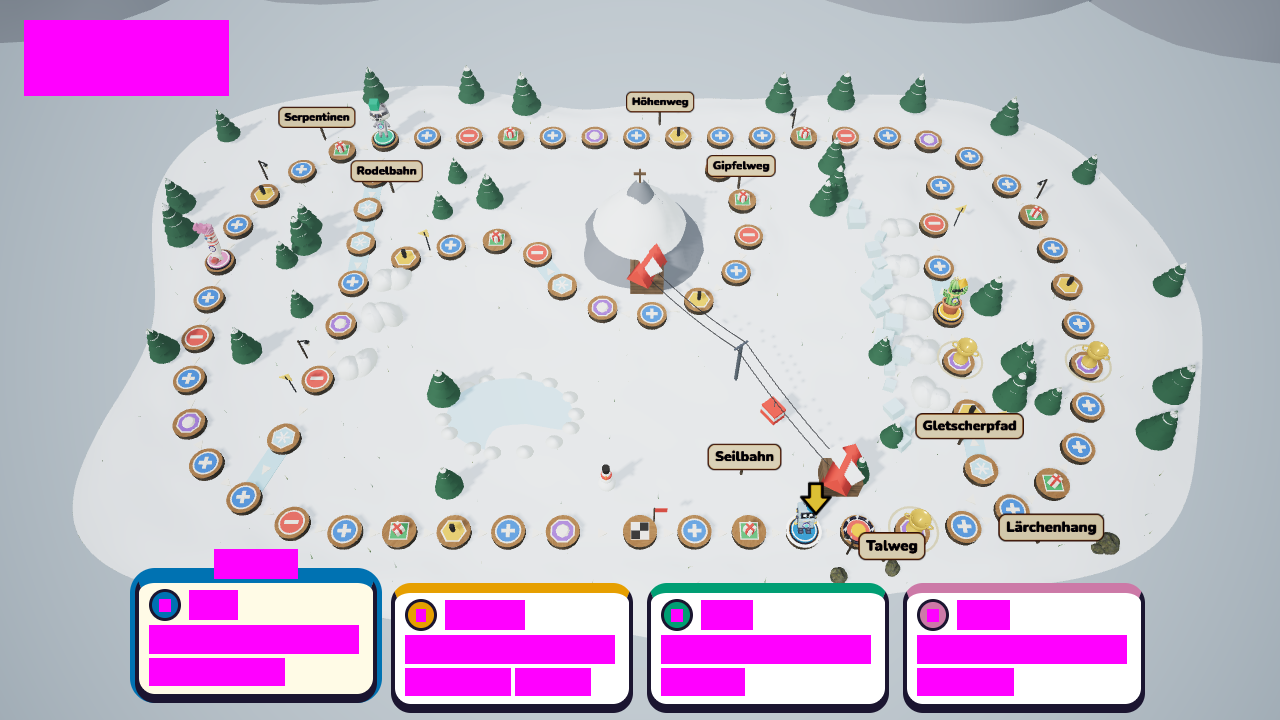 Höhenweg
Serpentinen
Gipfelweg
Rodelbahn
Gletscherpfad
Seilbahn
Lärchenhang
Talweg